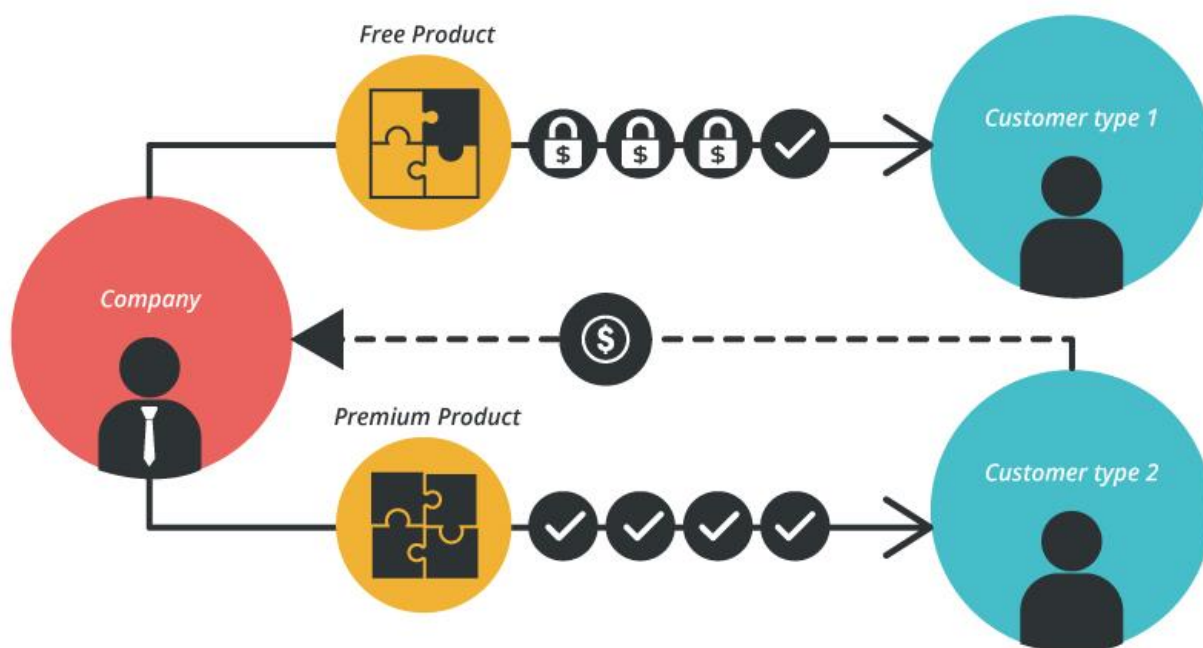 Free Product
Customer type 1
$ $ $
Company
$
Premium Product
Customer type 2